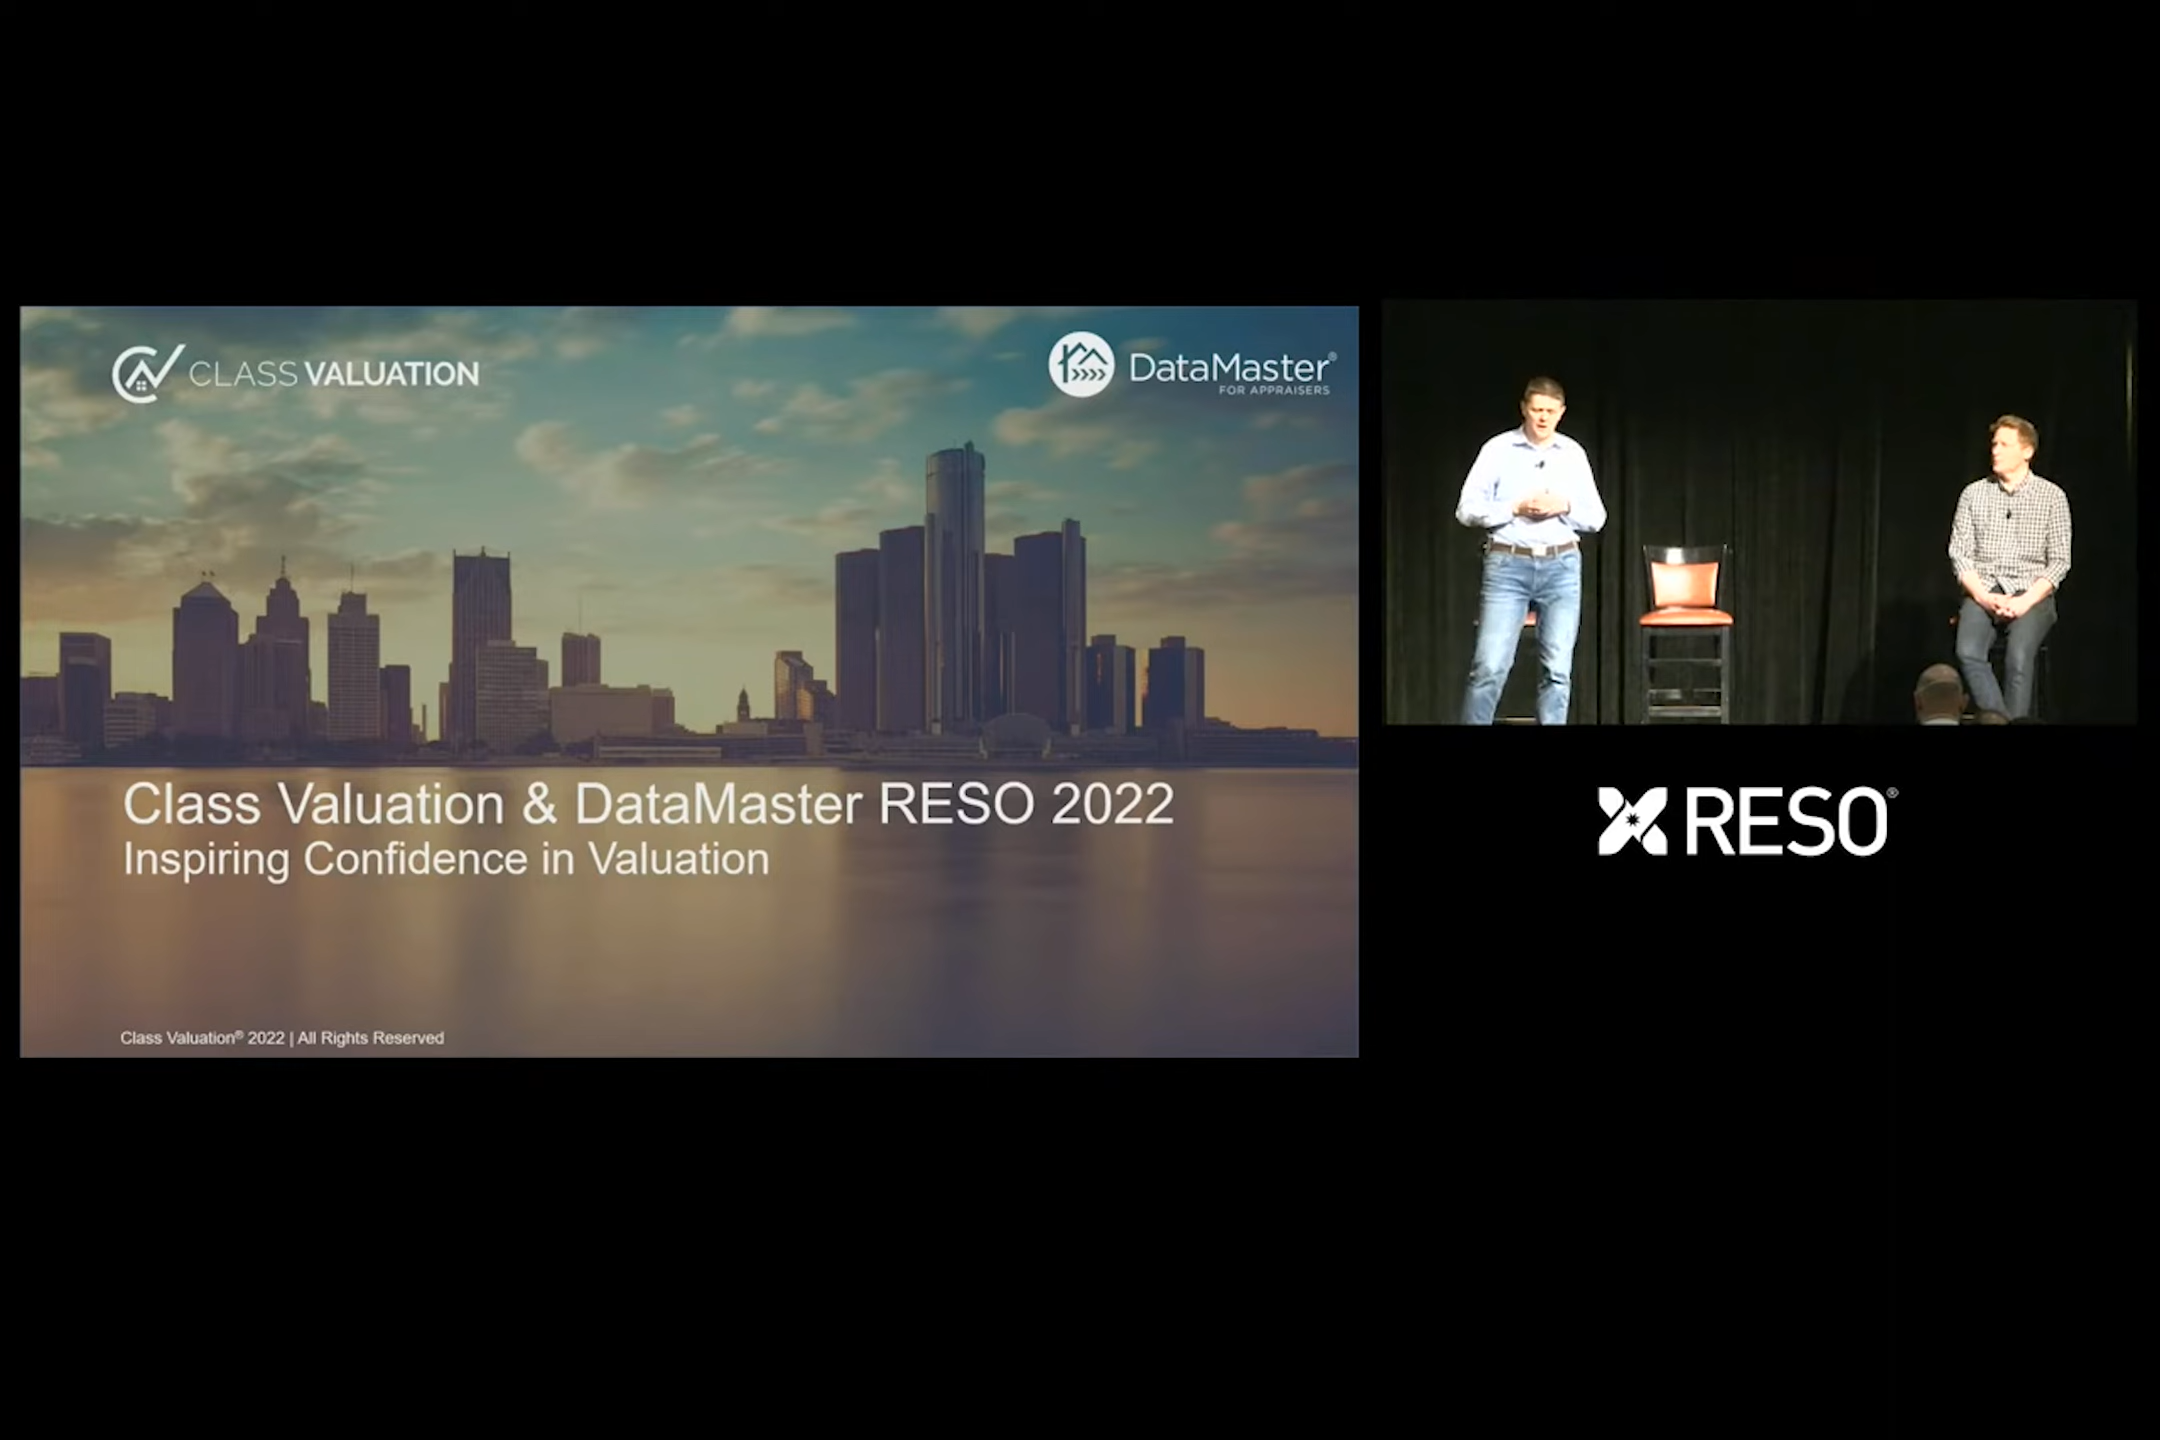 CLASS VALUATION
DataMaster®
FOR APPRAISERS
Class Valuation & DataMaster RESO 2022
Inspiring Confidence in Valuation
Class Valuation® 2022 | All Rights Reserved
RESO®